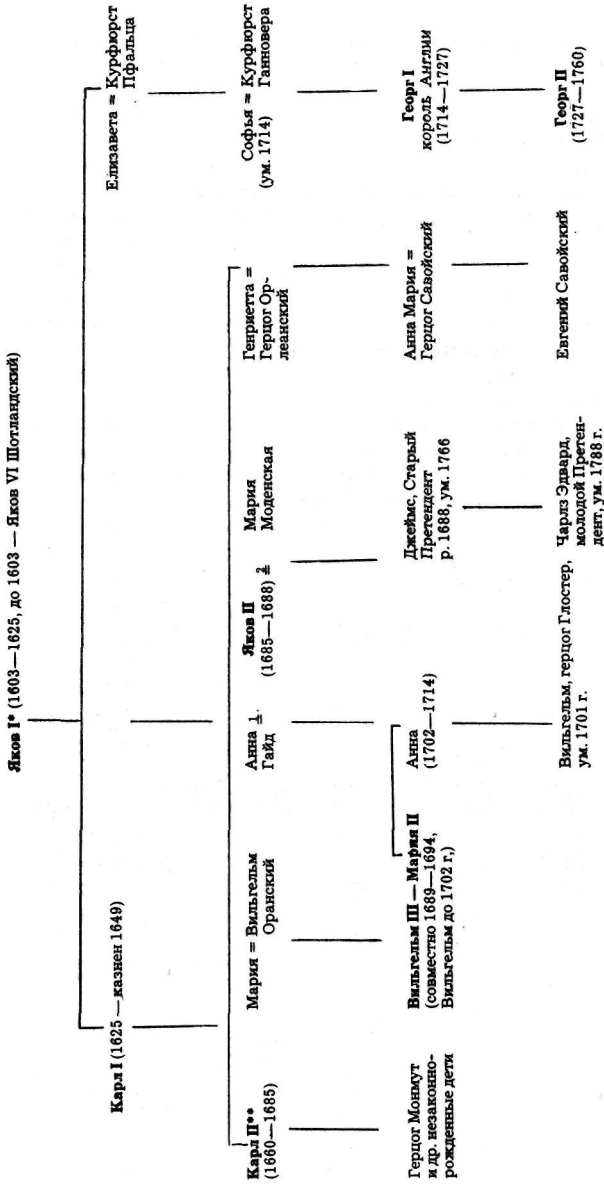 Яков I* (1603—1625, до 1603 — Яков VI Шотландский)
Карл I (1625 — казнен 1649)
Елизавета = Курфюрст
Пфальца
Карл II**
(1660—1685)
Мария = Вильгельм
Оранский
Анна 1=
Гайд
Яков II
(1685—1688) 2=
Мария
Моденская
Генриетта =
Герцог Ор-
леанский
Софья = Курфюрст
(ум. 1714) Ганновера
Герцог Монмут
и др. незаконно-
рожденные дети
Вильгельм III — Мария II
(совместно 1689—1694,
Вильгельм до 1702 г.)
Анна
(1702—1714)
Джеймс, Старый
Претендент
р. 1688, ум. 1766
Анна Мария =
Герцог Савойский
Георг I
король Англии
(1714—1727)
Вильгельм, герцог Глостер,
ум. 1701 г.
Чарлз Эдвард,
молодой Претен-
дент, ум. 1788 г.
Евгений Савойский
Георг II
(1727—1760)